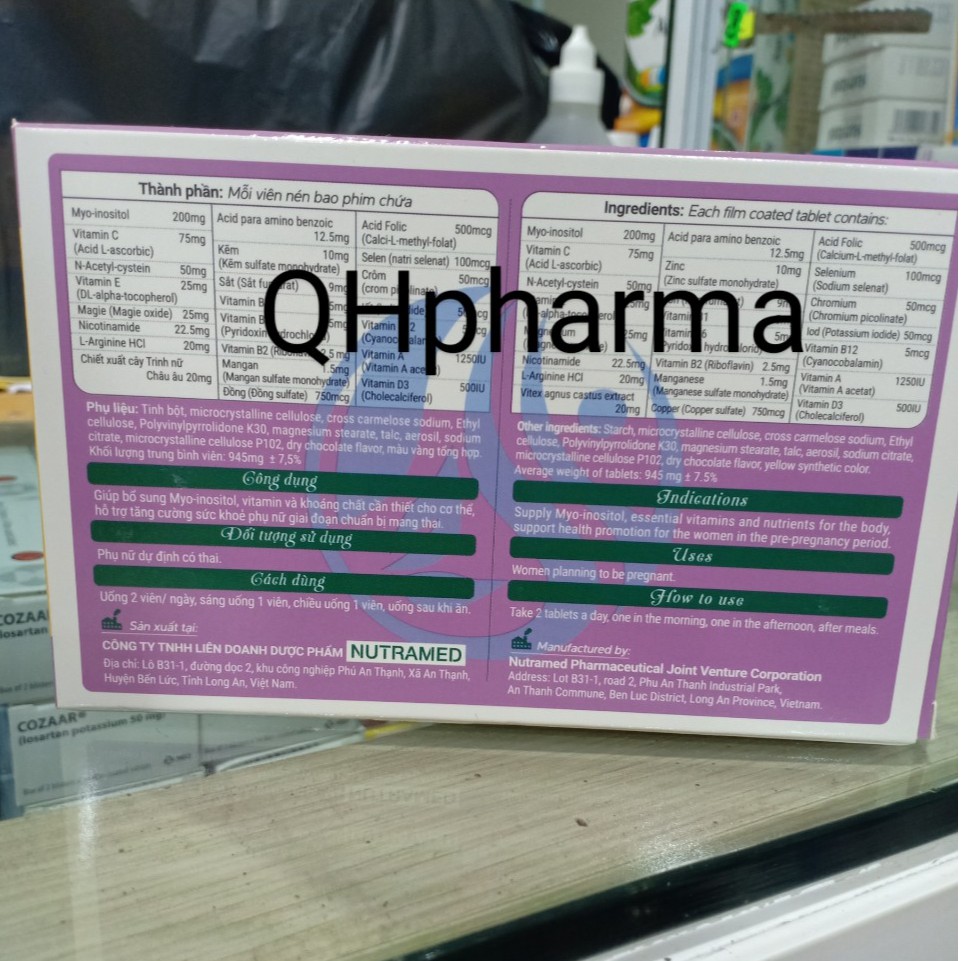 Thành phần: Mỗi viên nén bao phim chứa
Myo-inositol 200mg
Vitamin C 75mg
(Acid L-ascorbic)
N-Acetyl-cystein 50mg
Vitamin E 25mg
(DL-alpha-tocopherol)
Magie (Magie oxide) 25mg
Nicotinamide 22.5mg
L-Arginine HCl 20mg
Chiết xuất cây Trinh nữ
Châu âu 20mg
Acid para amino benzoic
12.5mg
Kẽm 10mg
(Kẽm sulfate monohydrate)
Sắt (Sắt
Vitamin
Vitamin
Vitamin B2
Mangan 1.5mg
(Mangan sulfate monohydrate)
Đồng (Đồng sulfate) 750mcg
Acid Folic 500mcg
(Calci-L-methyl-folat)
Selen (natri selenat) 100mcg
Crôm 50mcg
(crom
Vitamin
Vitamin A 1250IU
(Vitamin A
Vitamin D3 500IU
(Cholecalciferol)
QHpharma
Ingredients: Each film coated tablet contains:
Myo-inositol 200mg
Vitamin C 75mg
(Acid L-ascorbic)
N-Acetyl-cystein 50mg
Nicotinamide 22.5mg
L-Arginine HCl 20mg
Vitex agnus castus extract
20mg
Acid para amino benzoic
12.5mg
Zinc 10mg
(Zinc sulfate monohydrate)
Vitamin B2 (Riboflavin) 2.5mg
Manganese 1.5mg
(Manganese sulfate monohydrate)
Copper (Copper sulfate) 750mcg
Acid Folic 500mcg
(Calcium-L-methyl-folat)
Selenium 100mcg
(Sodium selenat)
Chromium 50mcg
(Chromium picolinate)
Iod (Potassium iodide) 50mcg
Vitamin B12 5mcg
(Cyanocobalamin)
Vitamin A 1250IU
(Vitamin A acetat)
Vitamin D3 500IU
(Cholecalciferol)
Phụ liệu: Tinh bột, microcrystalline cellulose, cross carmelose sodium, Ethyl
cellulose, Polyvinylpyrrolidone K30, magnesium stearate, talc, aerosil, sodium
citrate, microcrystalline cellulose P102, dry chocolate flavor, màu vàng tổng hợp.
Khối lượng trung bình viên: 945mg ±7,5%
Công dụng
Giúp bổ sung Myo-inositol, vitamin và khoáng chất cần thiết cho cơ thể,
hỗ trợ tăng cường sức khoẻ phụ nữ giai đoạn chuẩn bị mang thai.
Đối tượng sử dụng
Phụ nữ dự định có thai.
Cách dùng
Uống 2 viên/ ngày, sáng uống 1 viên, chiều uống 1 viên, uống sau khi ăn.
Sản xuất tại:
CÔNG TY TNHH LIÊN DOANH DƯỢC PHẨM NUTRAMED
Địa chỉ: Lô B31-1, đường dọc 2, khu công nghiệp Phú An Thạnh, Xã An Thạnh,
Huyện Bến Lức, Tỉnh Long An, Việt Nam.
Other ingredients: Starch, microcrystalline cellulose, cross carmelose sodium, Ethyl
cellulose, Polyvinylpyrrolidone K30, magnesium stearate, talc, aerosil, sodium citrate,
microcrystalline cellulose P102, dry chocolate flavor, yellow synthetic color.
Average weight of tablets: 945 mg ± 7.5%
Indications
Supply Myo-inositol, essential vitamins and nutrients for the body,
support health promotion for the women in the pre-pregnancy period.
Uses
Women planning to be pregnant.
How to use
Take 2 tablets a day, one in the morning, one in the afternoon, after meals.
Manufactured by:
Nutramed Pharmaceutical Joint Venture Corporation
Address: Lot B31-1, road 2, Phu An Thanh Industrial Park,
An Thanh Commune, Ben Luc District, Long An Province, Vietnam.
COZAAR
losartan
COZAAR®
(losartan potassium 50 mg)